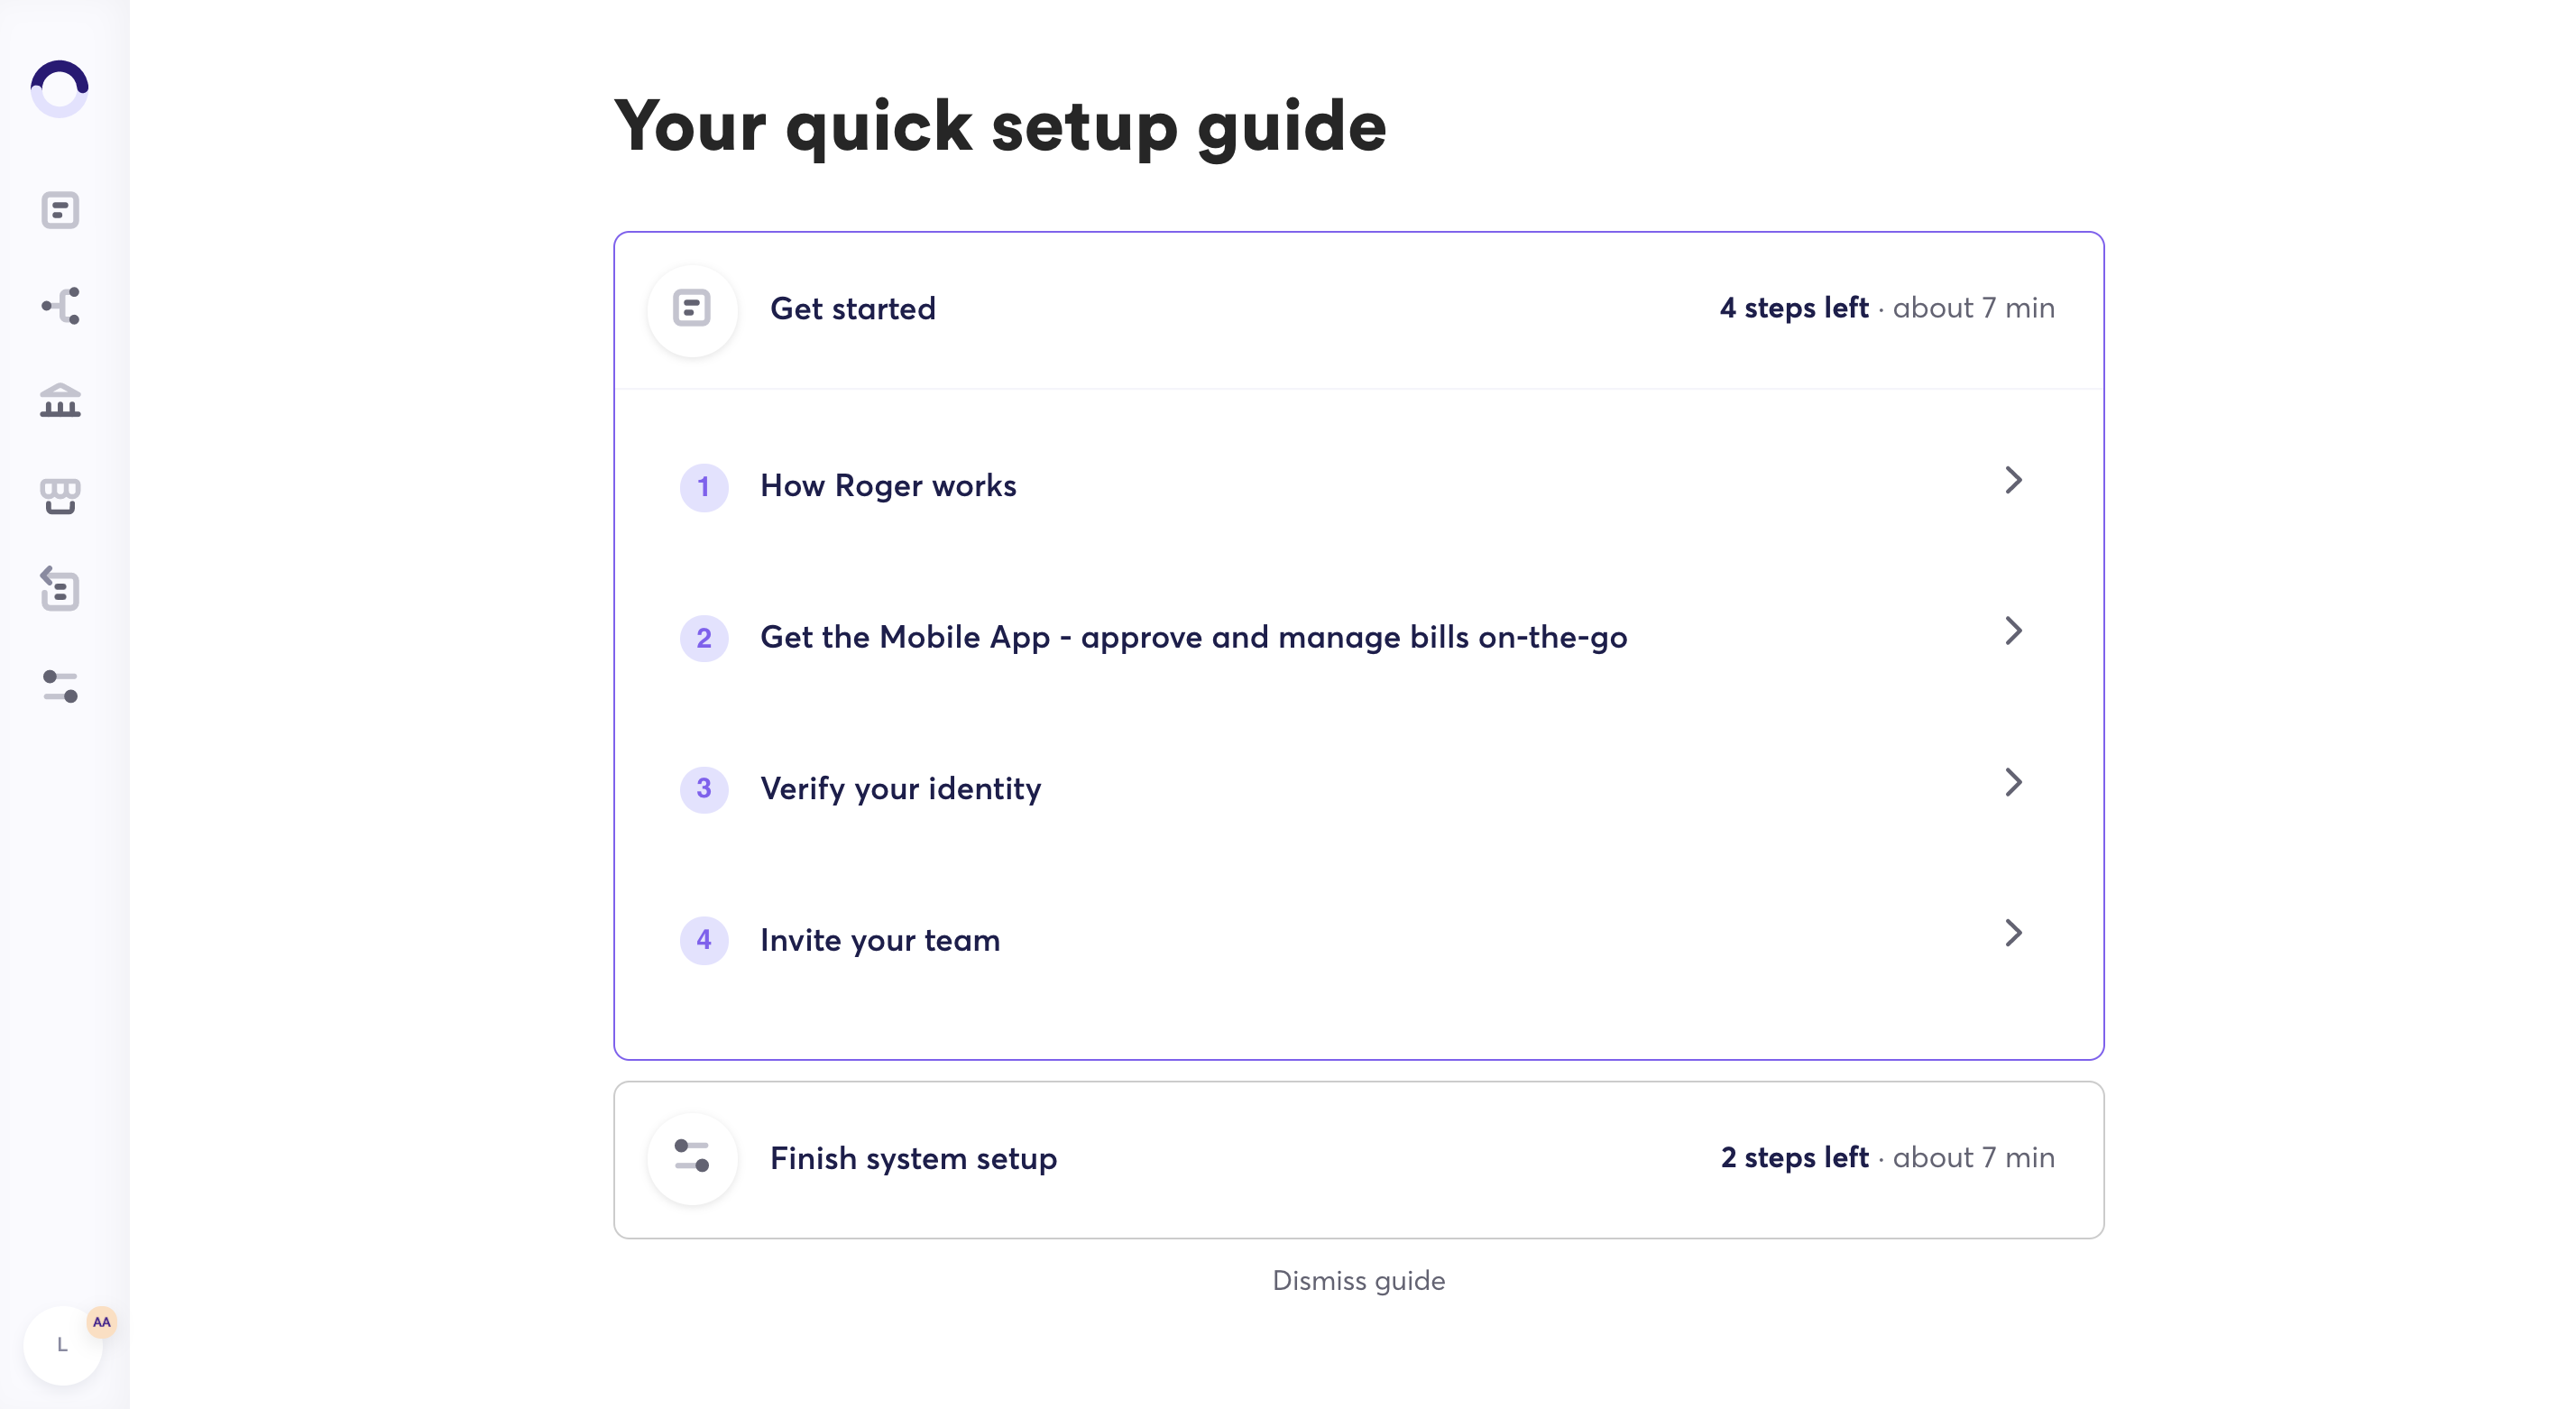 Your quick setup guide
Get started
4 steps left · about 7 min
1 How Roger works
2 Get the Mobile App - approve and manage bills on-the-go
3 Verify your identity
4 Invite your team
Finish system setup
2 steps left · about 7 min
Dismiss guide
AA
L